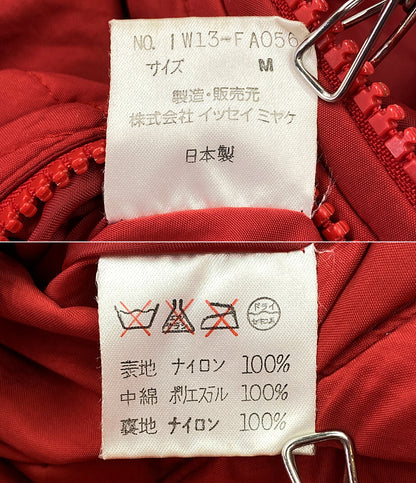 NO. IW13-FA056
サイズ M
製造・販売元
株式会社 イッセイ ミヤケ
日本製
ドライ
セキユ系
表地 ナイロン 100%
中綿 ポリエステル 100%
裏地 ナイロン 100%